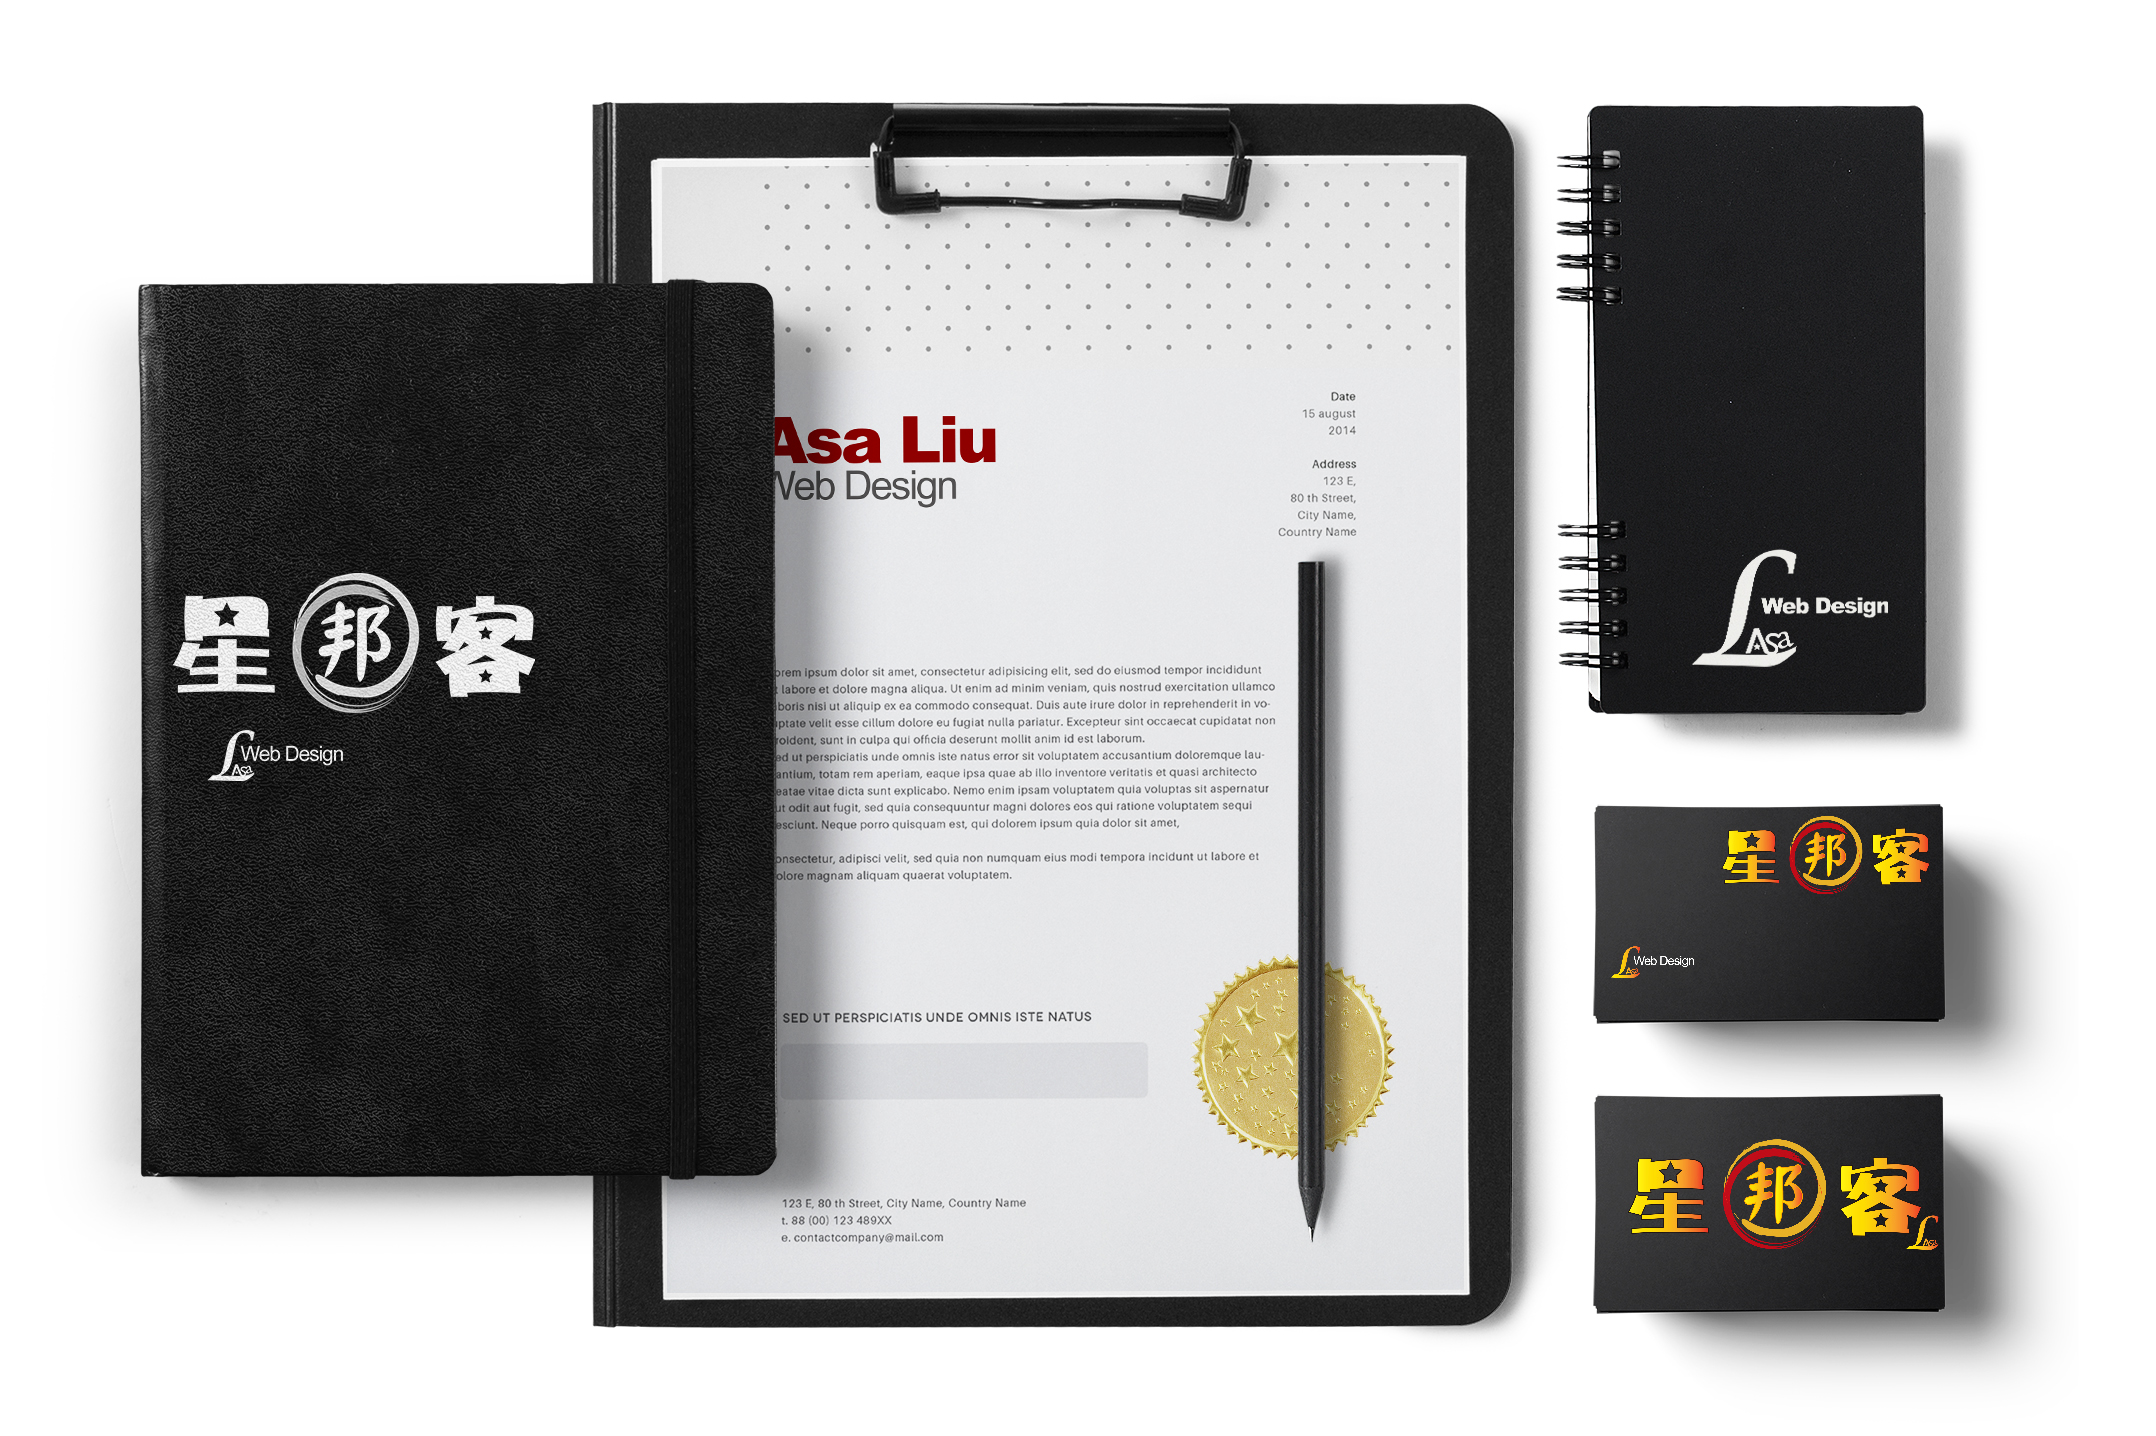 星邦客
L Asa Web Design
Asa Liu
Web Design
Date
15 august
2014
Address
123 E,
80 th Street,
City Name,
Country Name
orem ipsum dolor sit amet, consectetur adipisicing elit, sed do eiusmod tempor incididunt
labore et dolore magna aliqua. Ut enim ad minim veniam, quis nostrud exercitation ullamco
boris nisi ut aliquip ex ea commodo consequat. Duis aute irure dolor in reprehenderit in vo-
ptate velit esse cillum dolore eu fugiat nulla pariatur. Excepteur sint occaecat cupidatat non
roident, sunt in culpa qui officia deserunt mollit anim id est laborum.
ed ut perspiciatis unde omnis iste natus error sit voluptatem accusantium doloremque lau-
antium, totam rem aperiam, eaque ipsa quae ab illo inventore veritatis et quasi architecto
eatae vitae dicta sunt explicabo. Nemo enim ipsam voluptatem quia voluptas sit aspernatur
ut odit aut fugit, sed quia consequuntur magni dolores eos qui ratione voluptatem sequi
esciunt. Neque porro quisquam est, qui dolorem ipsum quia dolor sit amet,
onsectetur, adipisci velit, sed quia non numquam eius modi tempora incidunt ut labore et
olore magnam aliquam quaerat voluptatem.
SED UT PERSPICIATIS UNDE OMNIS ISTE NATUS
123 E, 80 th Street, City Name, Country Name
t. 88 (00) 123 489XX
e. contactcompany@mail.com
L Asa Web Design
星邦客
L Asa Web Design
星邦客
L Asa